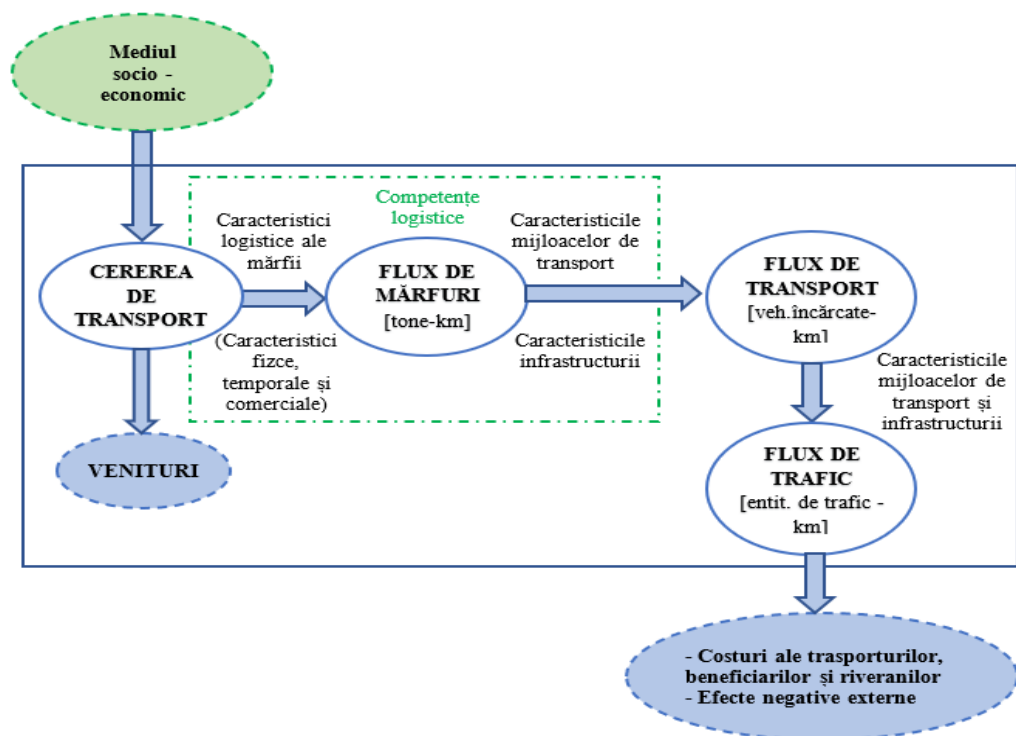 Mediul
socio -
economic
Competențe
logistice
Caracteristici
logistice ale
mărfii
Caracteristicile
mijloacelor de
transport
CEREREA
DE
TRANSPORT
FLUX DE
MĂRFURI
[tone-km]
FLUX DE
TRANSPORT
[veh.încărcate-
km]
(Caracteristici
fizce,
temporale și
comerciale)
Caracteristicile
infrastructurii
Caracteristicile
mijloacelor de
transport și
infrastructurii
VENITURI
FLUX DE
TRAFIC
[entit. de trafic -
km]
- Costuri ale trasporturilor,
beneficiarilor și riveranilor
- Efecte negative externe